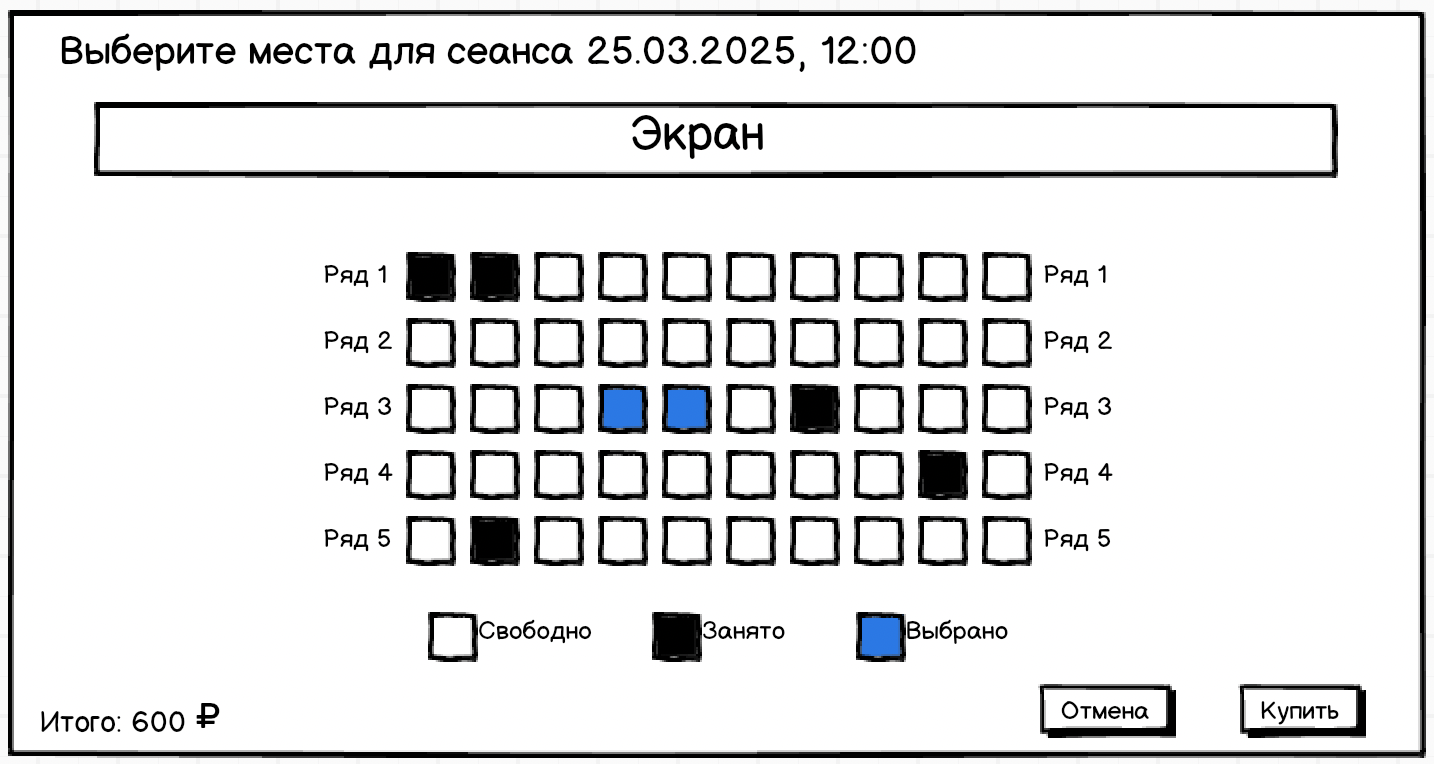 Выберите места для сеанса 25.03.2025, 12:00
Экран
Ряд 1 Ряд 1
Ряд 2 Ряд 2
Ряд 3 Ряд 3
Ряд 4 Ряд 4
Ряд 5 Ряд 5
Свободно Занято Выбрано
Итого: 600 ₽ Отмена Купить